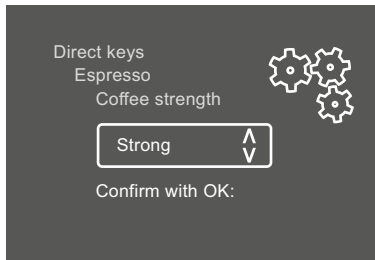 Direct keys
Espresso
Coffee strength
Strong
Confirm with OK: